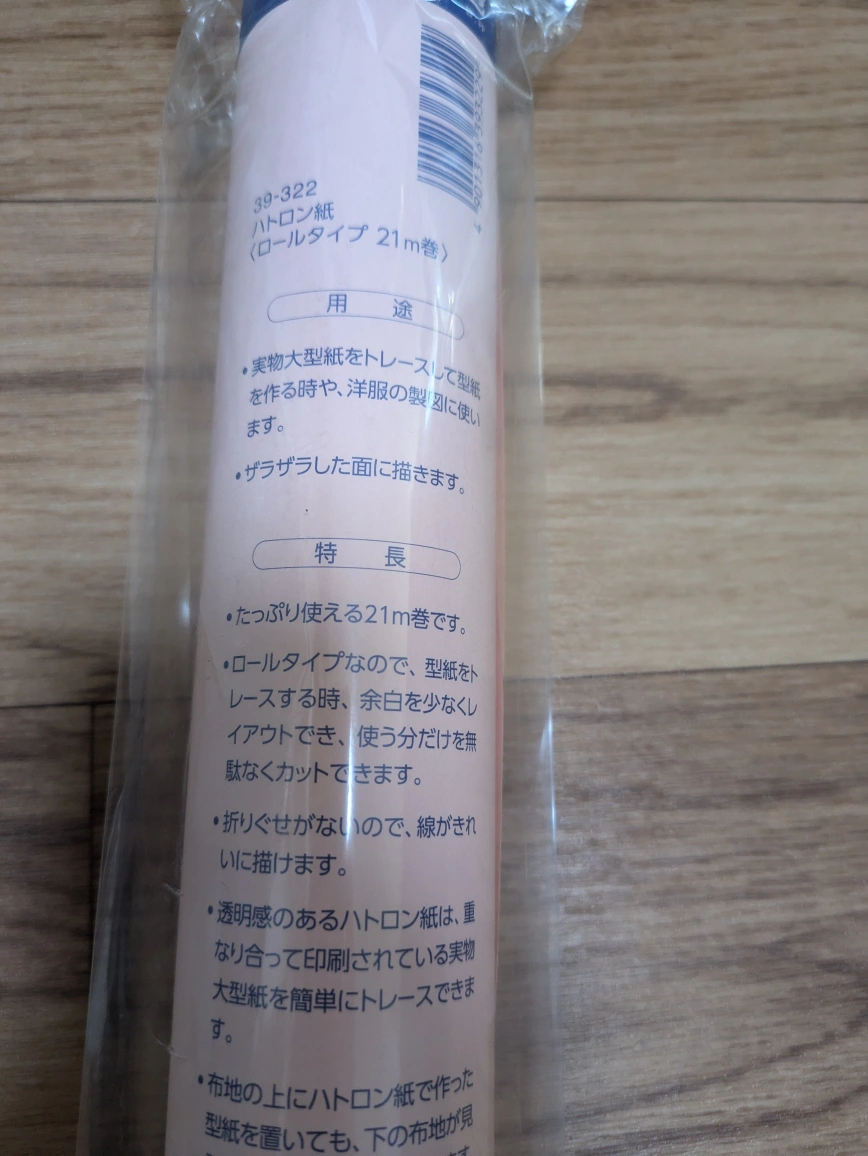 39-322
ハトロン紙
〈ロールタイプ 21m巻〉
用 途
•実物大型紙をトレースして型紙
を作る時や、洋服の製図に使い
ます。
•ザラザラした面に描きます。
特 長
•たっぷり使える21m巻です。
•ロールタイプなので、型紙をト
レースする時、余白を少なくレ
イアウトでき、使う分だけを無
駄なくカットできます。
•折りぐせがないので、線がきれ
いに描けます。
•透明感のあるハトロン紙は、重
なり合って印刷されている実物
大型紙を簡単にトレースできま
す。
•布地の上にハトロン紙で作った
型紙を置いても、下の布地が見